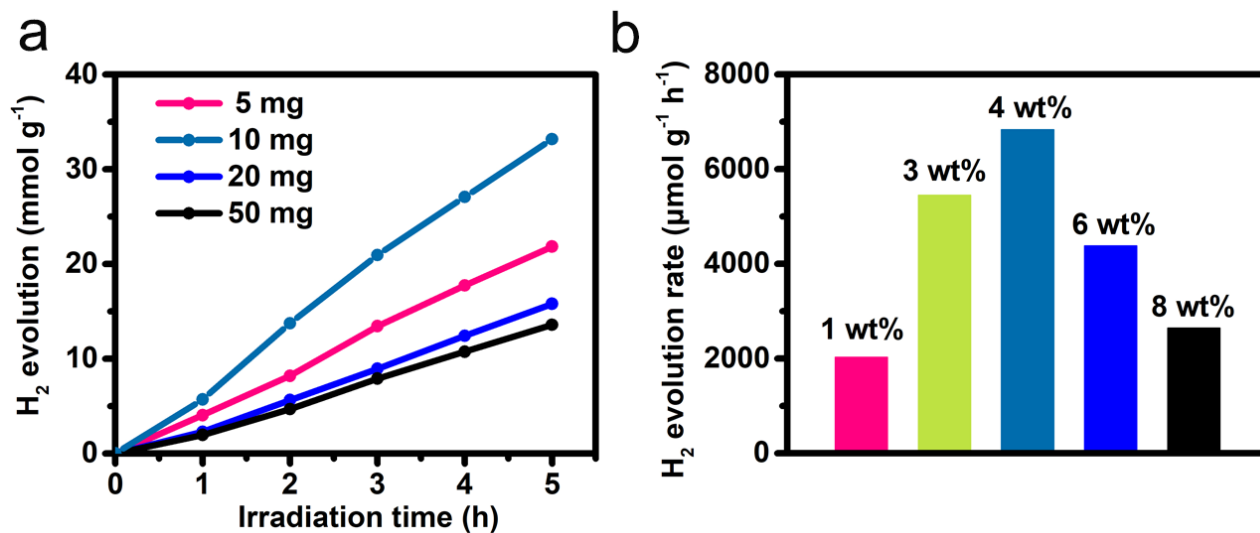 a
H₂ evolution (mmol g⁻¹)
40
30
20
10
0
5 mg
10 mg
20 mg
50 mg
0 1 2 3 4 5
Irradiation time (h)
b
H₂ evolution rate (μmol g⁻¹ h⁻¹)
8000
6000
4000
2000
0
1 wt%
3 wt%
4 wt%
6 wt%
8 wt%